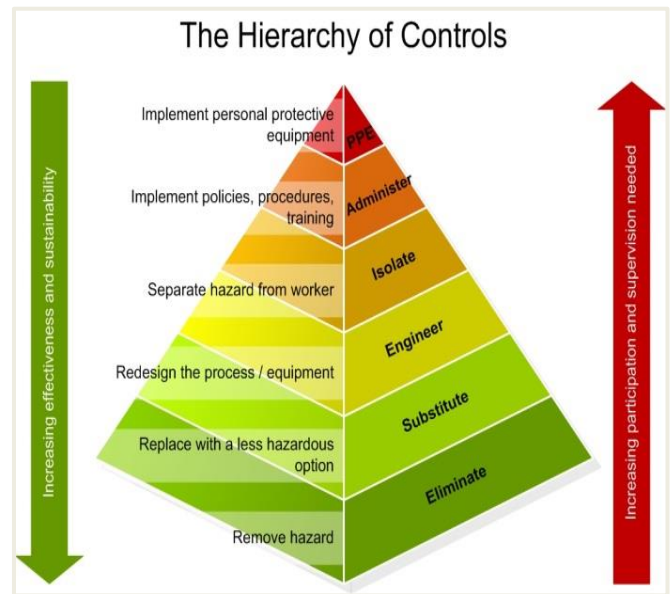 The Hierarchy of Controls
Increasing effectiveness and sustainability
Implement personal protective
equipment
PPE
Implement policies, procedures,
training
Administer
Separate hazard from worker
Isolate
Redesign the process / equipment
Engineer
Replace with a less hazardous
option
Substitute
Remove hazard
Eliminate
Increasing participation and supervision needed